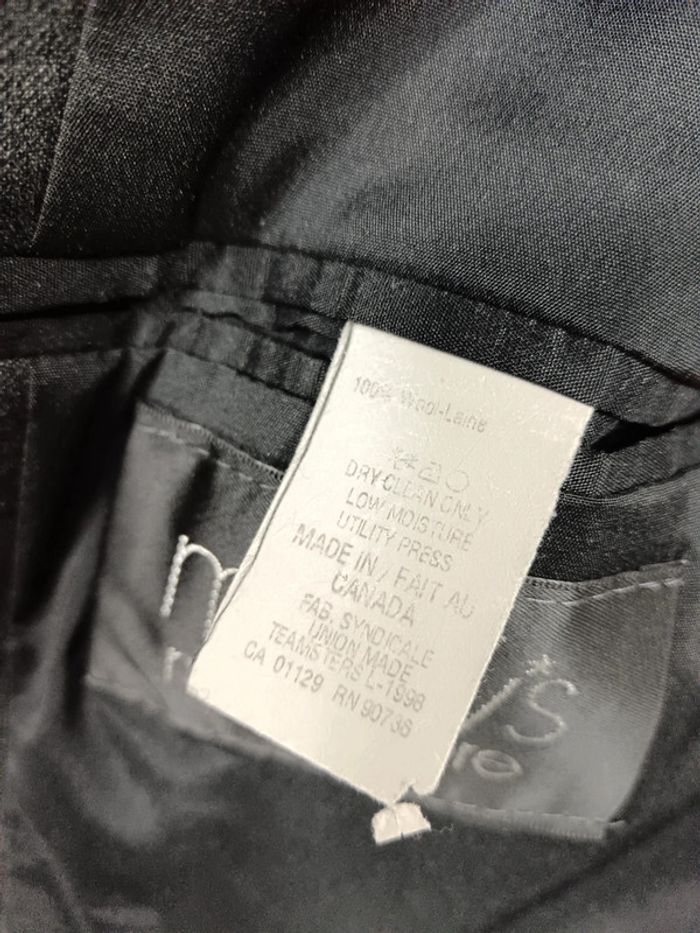 100% Wool-Laine
DRY CLEAN ONLY
LOW MOISTURE
UTILITY PRESS
MADE IN / FAIT AU
CANADA
FAB. SYNDICALE
UNION MADE
TEAMSTERS L-1998
CA 01129 RN 90736